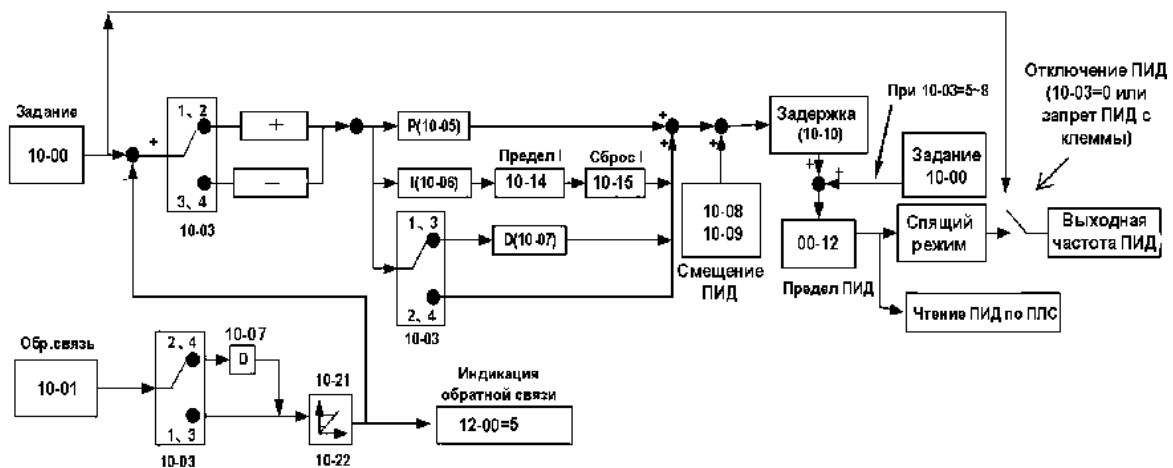 Задание
10-00
+
-
1、2
3、4
10-03
+
—
P(10-05)
I(10-06)
Предел I
10-14
Сброс I
10-15
1、3
2、4
10-03
D(10-07)
+
+
+
+
+
10-08
10-09
Смещение
ПИД
Задержка
(10-10)
+
+
При 10-03=5~8
Задание
10-00
00-12
Предел ПИД
Спящий
режим
Чтение ПИД по ПЛС
Отключение ПИД
(10-03=0 или
запрет ПИД с
клеммы)
Выходная
частота ПИД
Обр.связь
10-01
2、4
1、3
10-03
10-07
D
10-21
10-22
Индикация
обратной связи
12-00=5